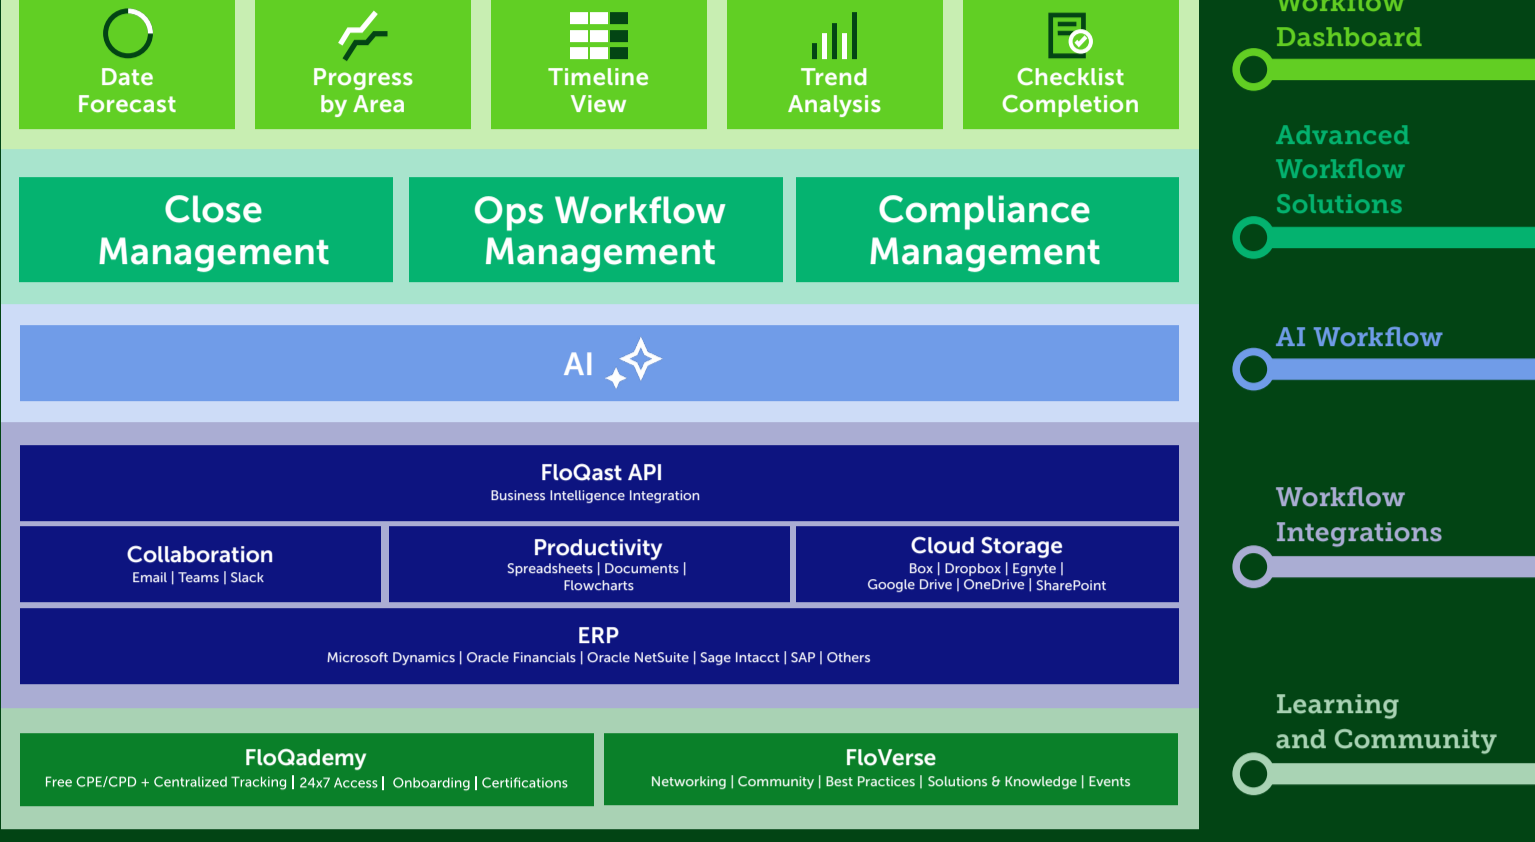 Date
Forecast
Progress
by Area
Timeline
View
Trend
Analysis
Checklist
Completion
Workflow
Dashboard
Close
Management
Ops Workflow
Management
Compliance
Management
Advanced
Workflow
Solutions
AI
AI Workflow
FloQast API
Business Intelligence Integration
Collaboration
Email | Teams | Slack
Productivity
Spreadsheets | Documents |
Flowcharts
Cloud Storage
Box | Dropbox | Egnyte |
Google Drive | OneDrive | SharePoint
ERP
Microsoft Dynamics | Oracle Financials | Oracle NetSuite | Sage Intacct | SAP | Others
Workflow
Integrations
FloQademy
Free CPE/CPD + Centralized Tracking | 24x7 Access | Onboarding | Certifications
FloVerse
Networking | Community | Best Practices | Solutions & Knowledge | Events
Learning
and Community